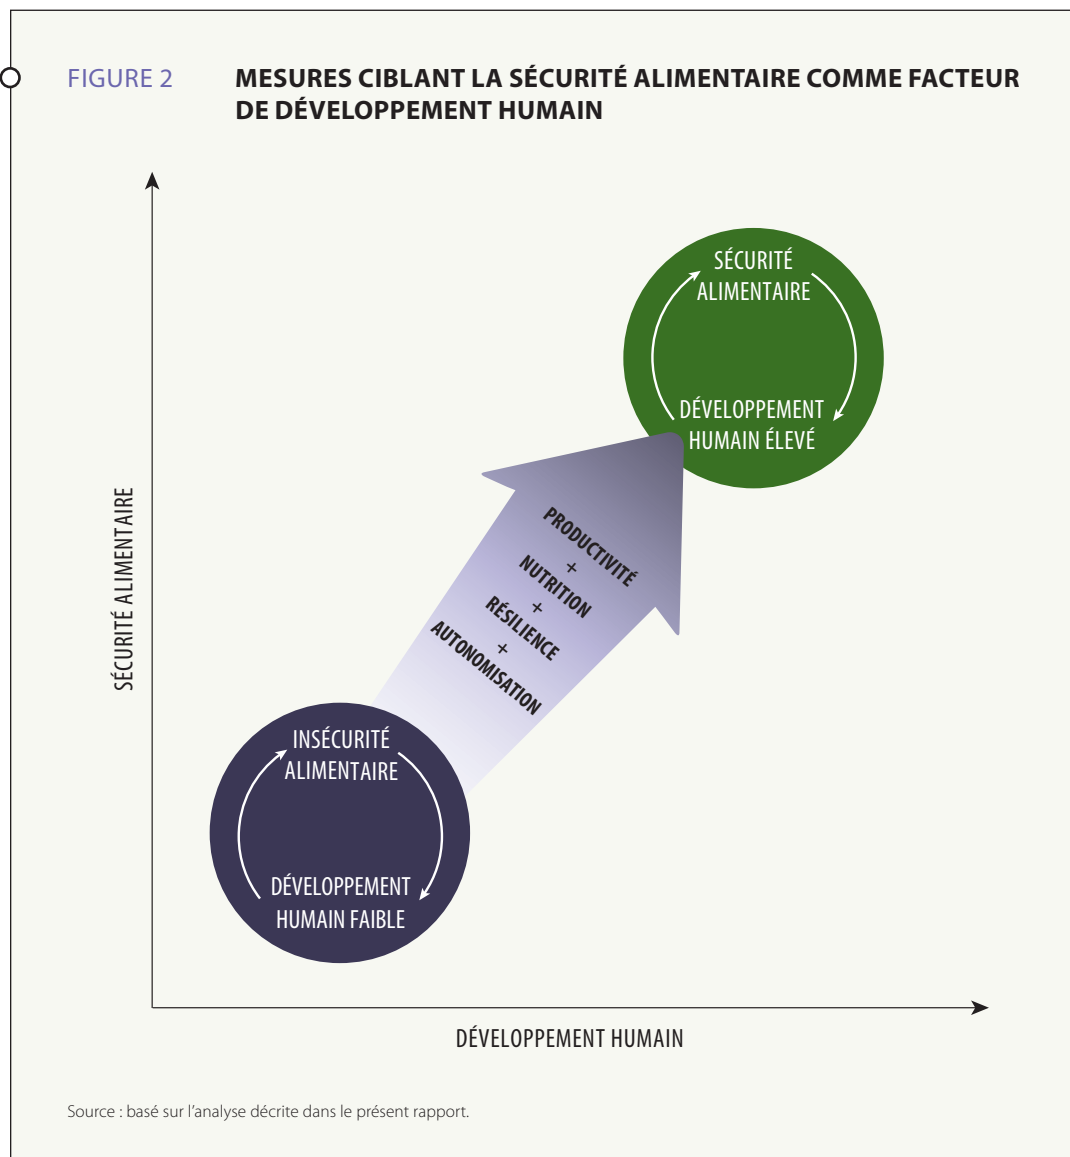 FIGURE 2
MESURES CIBLANT LA SÉCURITÉ ALIMENTAIRE COMME FACTEUR
DE DÉVELOPPEMENT HUMAIN
SÉCURITÉ ALIMENTAIRE
SÉCURITÉ
ALIMENTAIRE
DÉVELOPPEMENT
HUMAIN ÉLEVÉ
PRODUCTIVITÉ
+
NUTRITION
+
RÉSILIENCE
+
AUTONOMISATION
INSÉCURITÉ
ALIMENTAIRE
DÉVELOPPEMENT
HUMAIN FAIBLE
DÉVELOPPEMENT HUMAIN
Source : basé sur l’analyse décrite dans le présent rapport.